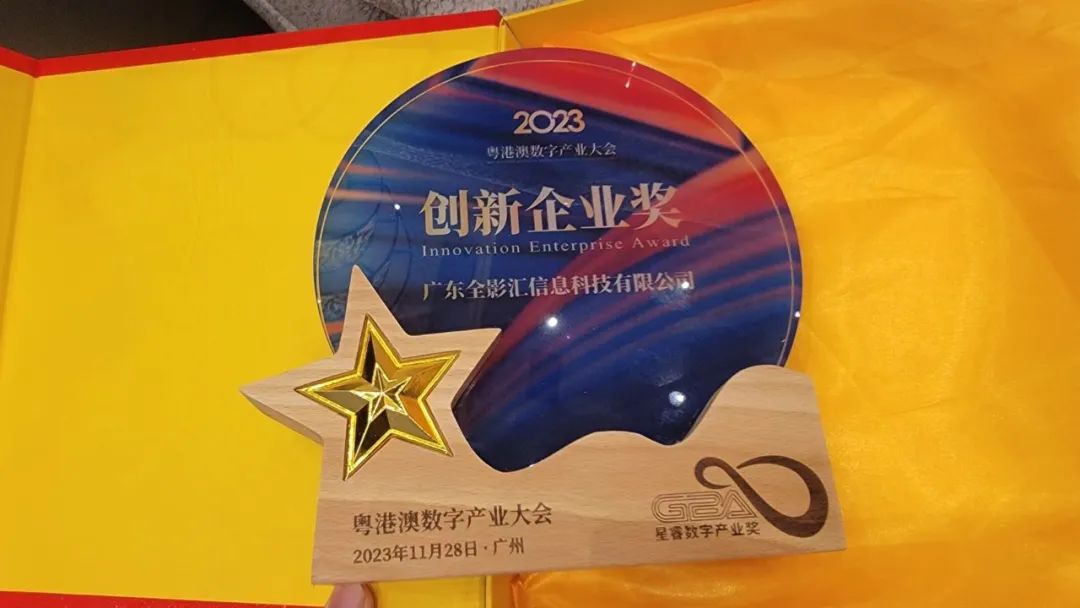 2023
粤港澳数字产业大会
创新企业奖
Innovation Enterprise Award
广东全影汇信息科技有限公司
粤港澳数字产业大会
2023年11月28日·广州
GBA
星睿数字产业奖